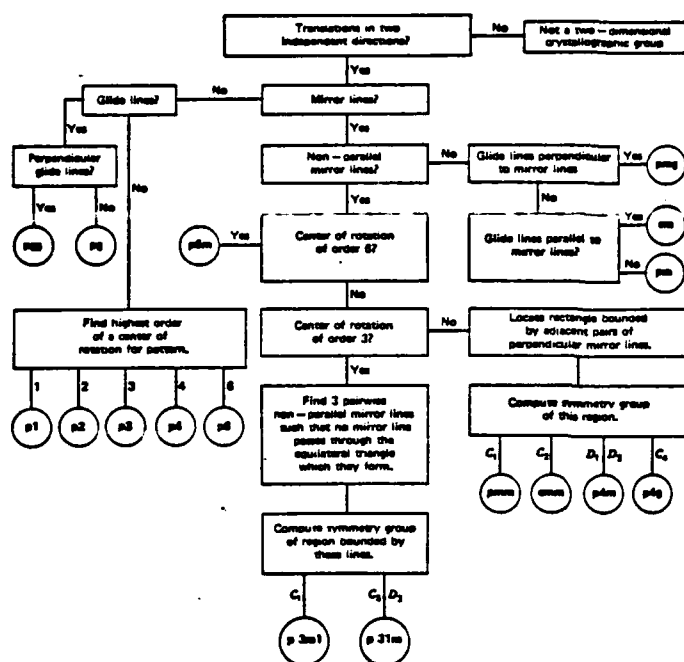 Translations in two
independent directions?
No
Not a two-dimensional
crystallographic group
Yes
Glide lines?
No
Mirror lines?
Yes
Yes
Perpendicular
glide lines?
Non-parallel
mirror lines?
No
Glide lines perpendicular
to mirror lines
Yes
pmg
No
Yes
No
Yes
No
pgg
pg
p6m
Yes
Center of rotation
of order 6?
Glide lines parallel to
mirror lines?
Yes
cm
No
pm
No
Find highest order
of a center of
rotation for pattern.
Center of rotation
of order 3?
No
Locate rectangle bounded
by adjacent pairs of
perpendicular mirror lines.
1
2
3
4
6
Yes
p1
p2
p3
p4
p6
Find 3 pairwise
non-parallel mirror lines
such that no mirror line
passes through the
equilateral triangle
which they form.
Compute symmetry group
of this region.
C₁
C₂
D₁
D₂
C₄
pmm
cmm
p4m
p4g
Compute symmetry group
of region bounded by
these lines.
C₁
C₃
D₃
p 3m1
p 31m